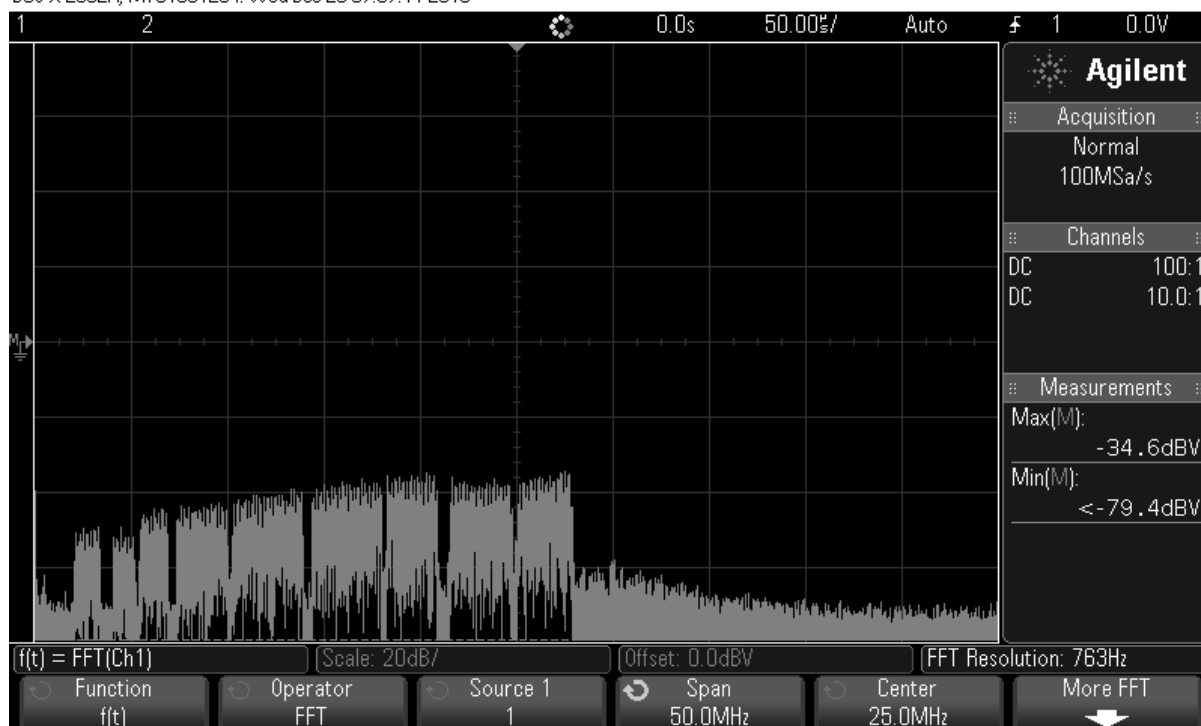 1 2 0.0s 50.00㎲/ Auto 1 0.0V
Agilent
Acquisition
Normal
100MSa/s
Channels
DC 100:1
DC 10.0:1
Measurements
Max(M):
-34.6dBV
Min(M):
<-79.4dBV
M
f(t) = FFT(Ch1) Scale: 20dB/ Offset: 0.0dBV FFT Resolution: 763Hz
Function Operator Source 1 Span Center More FFT
f(t) FFT 1 50.0MHz 25.0MHz